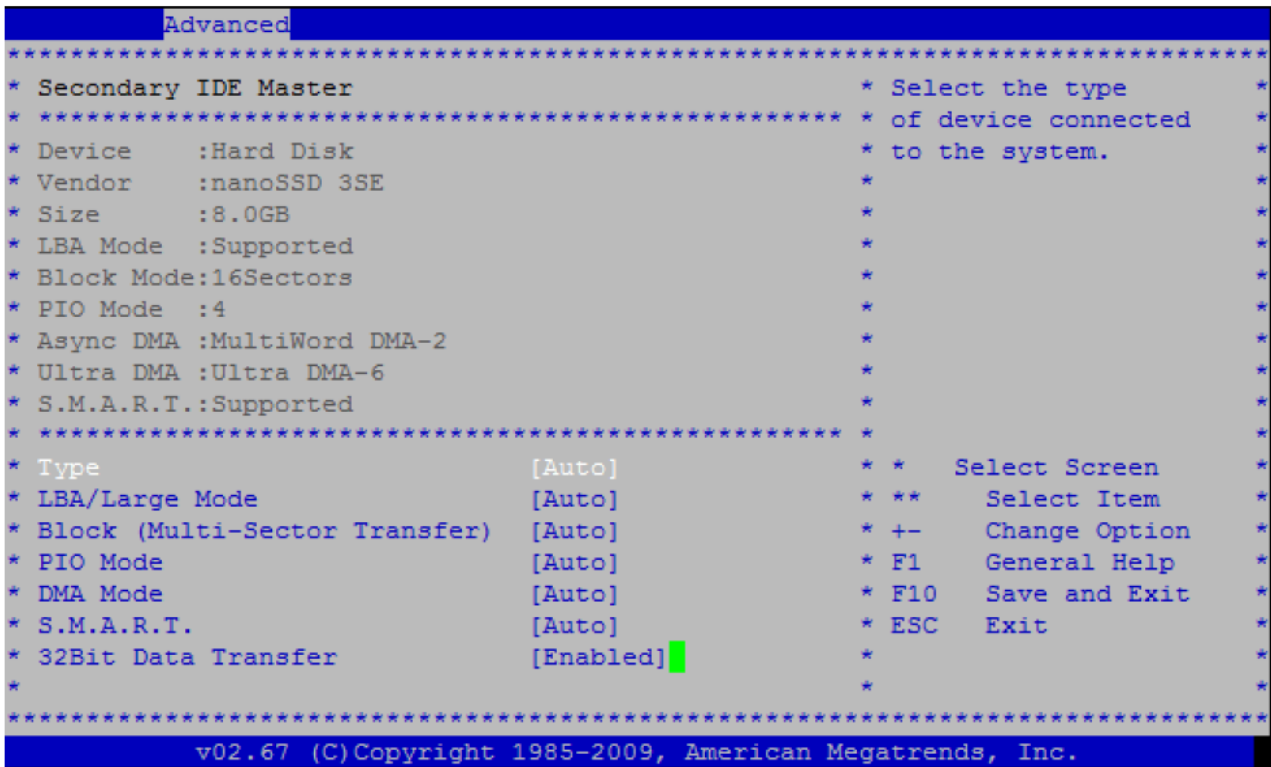 Advanced
********************************************************************************
* Secondary IDE Master * Select the type *
* *************************************************** * of device connected *
* Device :Hard Disk * to the system. *
* Vendor :nanoSSD 3SE * *
* Size :8.0GB * *
* LBA Mode :Supported * *
* Block Mode:16Sectors * *
* PIO Mode :4 * *
* Async DMA :MultiWord DMA-2 * *
* Ultra DMA :Ultra DMA-6 * *
* S.M.A.R.T.:Supported * *
* *************************************************** * *
* Type [Auto] * * Select Screen *
* LBA/Large Mode [Auto] * ** Select Item *
* Block (Multi-Sector Transfer) [Auto] * +- Change Option *
* PIO Mode [Auto] * F1 General Help *
* DMA Mode [Auto] * F10 Save and Exit *
* S.M.A.R.T. [Auto] * ESC Exit *
* 32Bit Data Transfer [Enabled] * *
* * *
********************************************************************************
v02.67 (C)Copyright 1985-2009, American Megatrends, Inc.